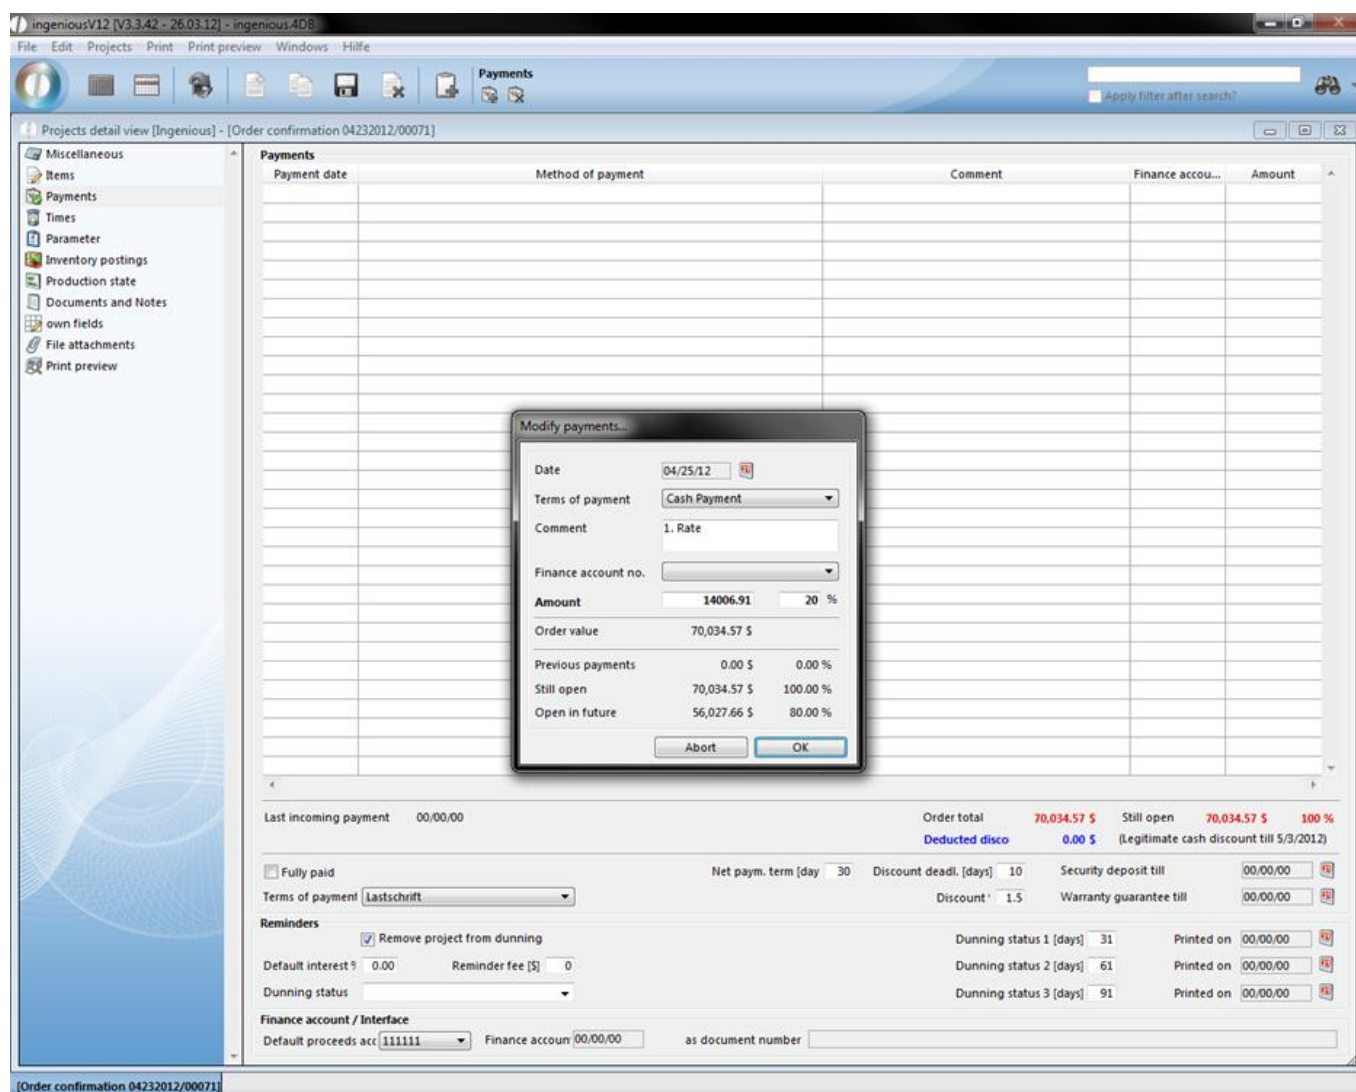 ingeniousV12 [V3.3.42 - 26.03.12] - ingenious.4DB
File Edit Projects Print Print preview Windows Hilfe
Payments
Apply filter after search?
Projects detail view [Ingenious] - [Order confirmation 04232012/00071]
Miscellaneous
Items
Payments
Times
Parameter
Inventory postings
Production state
Documents and Notes
own fields
File attachments
Print preview
Payments
Payment date Method of payment Comment Finance accou... Amount
Modify payments...
Date 04/25/12
Terms of payment Cash Payment
Comment 1. Rate
Finance account no.
Amount 14006.91 20 %
Order value 70,034.57 $
Previous payments 0.00 $ 0.00 %
Still open 70,034.57 $ 100.00 %
Open in future 56,027.66 $ 80.00 %
Abort OK
Last incoming payment 00/00/00 Order total 70,034.57 $ Still open 70,034.57 $ 100 %
Deducted disco 0.00 $ (Legitimate cash discount till 5/3/2012)
Fully paid Net paym. term [day 30 Discount deadl. [days] 10 Security deposit till 00/00/00
Terms of payment Lastschrift Discount 1.5 Warranty guarantee till 00/00/00
Reminders
Remove project from dunning Dunning status 1 [days] 31 Printed on 00/00/00
Default interest 0.00 Reminder fee [$] 0 Dunning status 2 [days] 61 Printed on 00/00/00
Dunning status Dunning status 3 [days] 91 Printed on 00/00/00
Finance account / Interface
Default proceeds acc 111111 Finance accoun 00/00/00 as document number
[Order confirmation 04232012/00071]